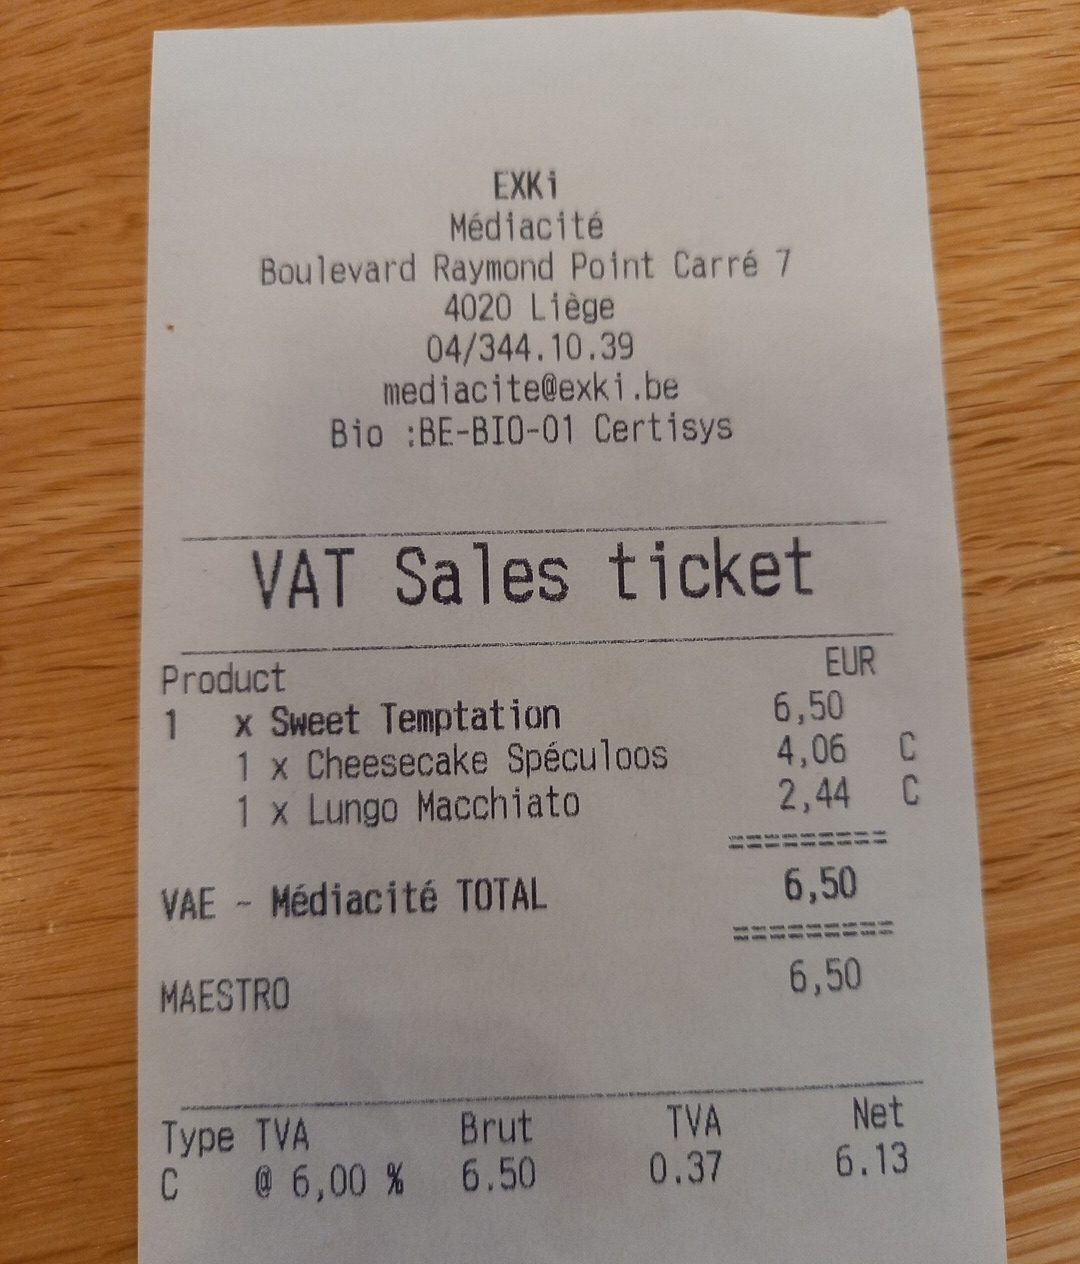 EXKi
Médiacité
Boulevard Raymond Point Carré 7
4020 Liège
04/344.10.39
mediacite@exki.be
Bio :BE-BIO-01 Certisys
VAT Sales ticket
Product EUR
1 x Sweet Temptation 6,50
1 x Cheesecake Spéculoos 4,06 C
1 x Lungo Macchiato 2,44 C
=========
VAE - Médiacité TOTAL 6,50
=========
MAESTRO 6,50
Type TVA Brut TVA Net
C @ 6,00 % 6.50 0.37 6.13